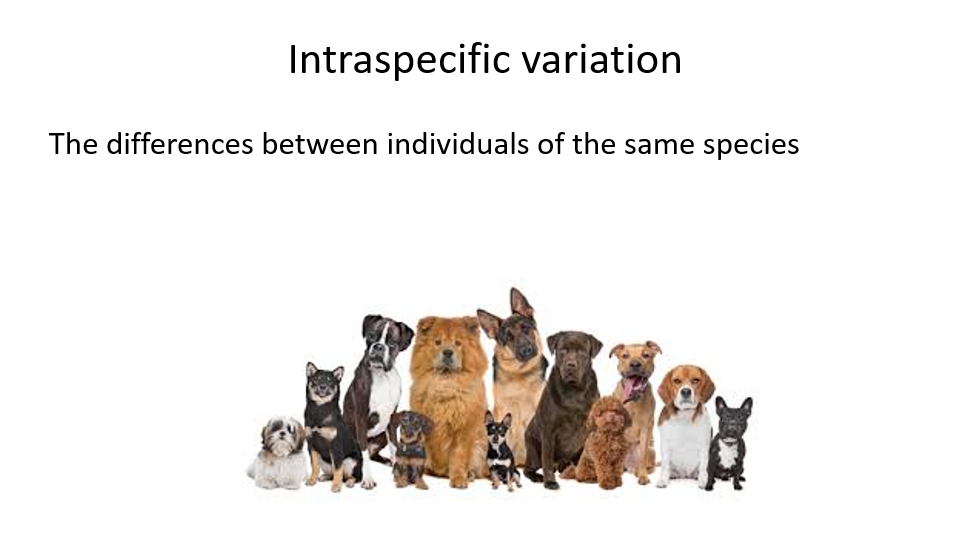 Intraspecific variation
The differences between individuals of the same species